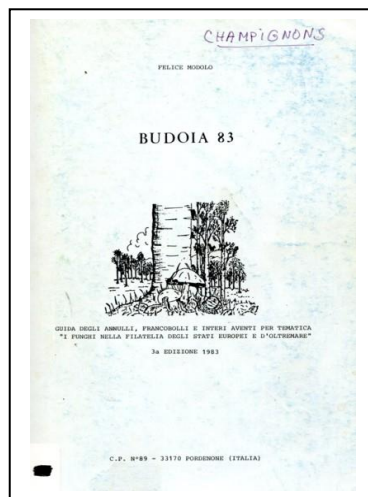 CHAMPIGNONS
FELICE MODOLO
BUDOIA 83
GUIDA DEGLI ANNULLI, FRANCOBOLLI E INTERI AVENTI PER TEMATICA
"I FUNGHI NELLA FILATELIA DEGLI STATI EUROPEI E D'OLTREMARE"
3a EDIZIONE 1983
C.P. N°89 - 33170 PORDENONE (ITALIA)